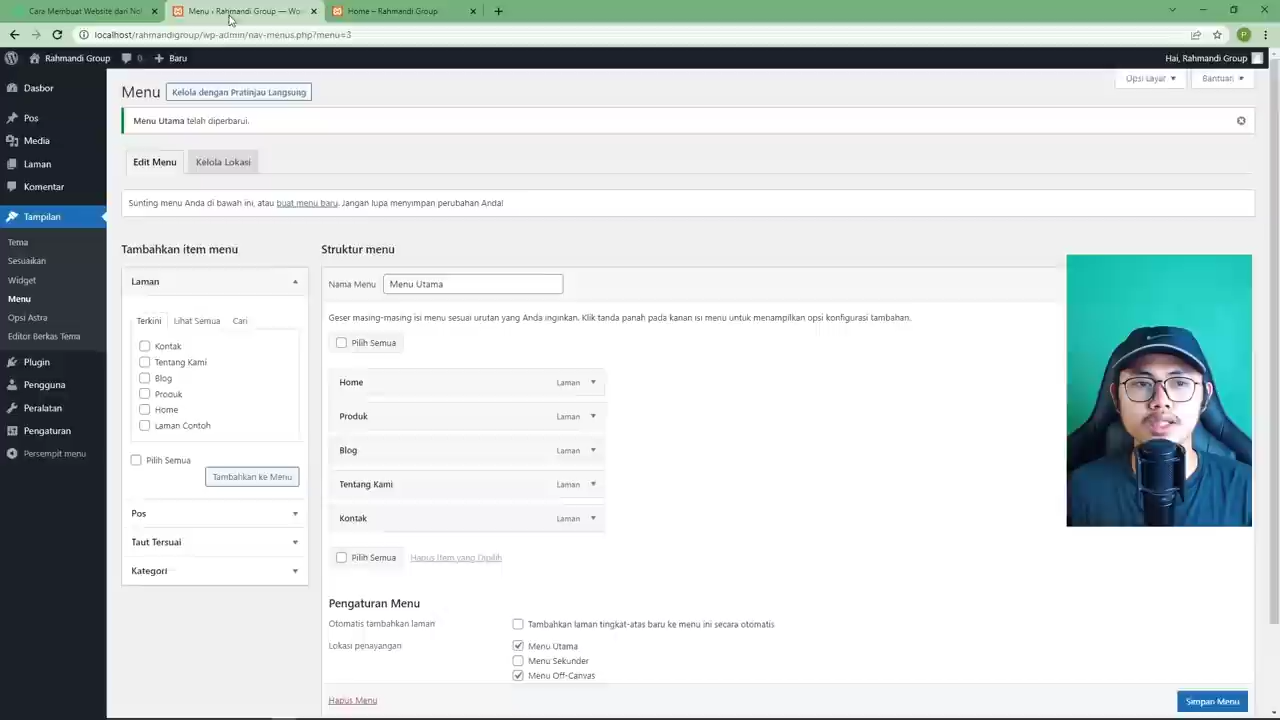 Cara Membuat Website dari Nol
Menu ‹ Rahmandi Group — Wo
Home – Rahmandi Group
localhost/rahmandigroup/wp-admin/nav-menus.php?menu=3
P
Rahmandi Group
0
Baru
Hai, Rahmandi Group
Dasbor
Pos
Media
Laman
Komentar
Tampilan
Tema
Sesuaikan
Widget
Menu
Opsi Astra
Editor Berkas Tema
Plugin
Pengguna
Peralatan
Pengaturan
Persempit menu
Opsi Layar
Bantuan
Menu
Kelola dengan Pratinjau Langsung
Menu Utama telah diperbarui.
Edit Menu
Kelola Lokasi
Sunting menu Anda di bawah ini, atau buat menu baru. Jangan lupa menyimpan perubahan Anda!
Tambahkan item menu
Laman
Terkini
Lihat Semua
Cari
Kontak
Tentang Kami
Blog
Produk
Home
Laman Contoh
Pilih Semua
Tambahkan ke Menu
Pos
Taut Tersuai
Kategori
Struktur menu
Nama Menu
Menu Utama
Geser masing-masing isi menu sesuai urutan yang Anda inginkan. Klik tanda panah pada kanan isi menu untuk menampilkan opsi konfigurasi tambahan.
Pilih Semua
Home Laman
Produk Laman
Blog Laman
Tentang Kami Laman
Kontak Laman
Pilih Semua
Hapus Item yang Dipilih
Pengaturan Menu
Otomatis tambahkan laman
Tambahkan laman tingkat-atas baru ke menu ini secara otomatis
Lokasi penayangan
Menu Utama
Menu Sekunder
Menu Off-Canvas
Hapus Menu
Simpan Menu